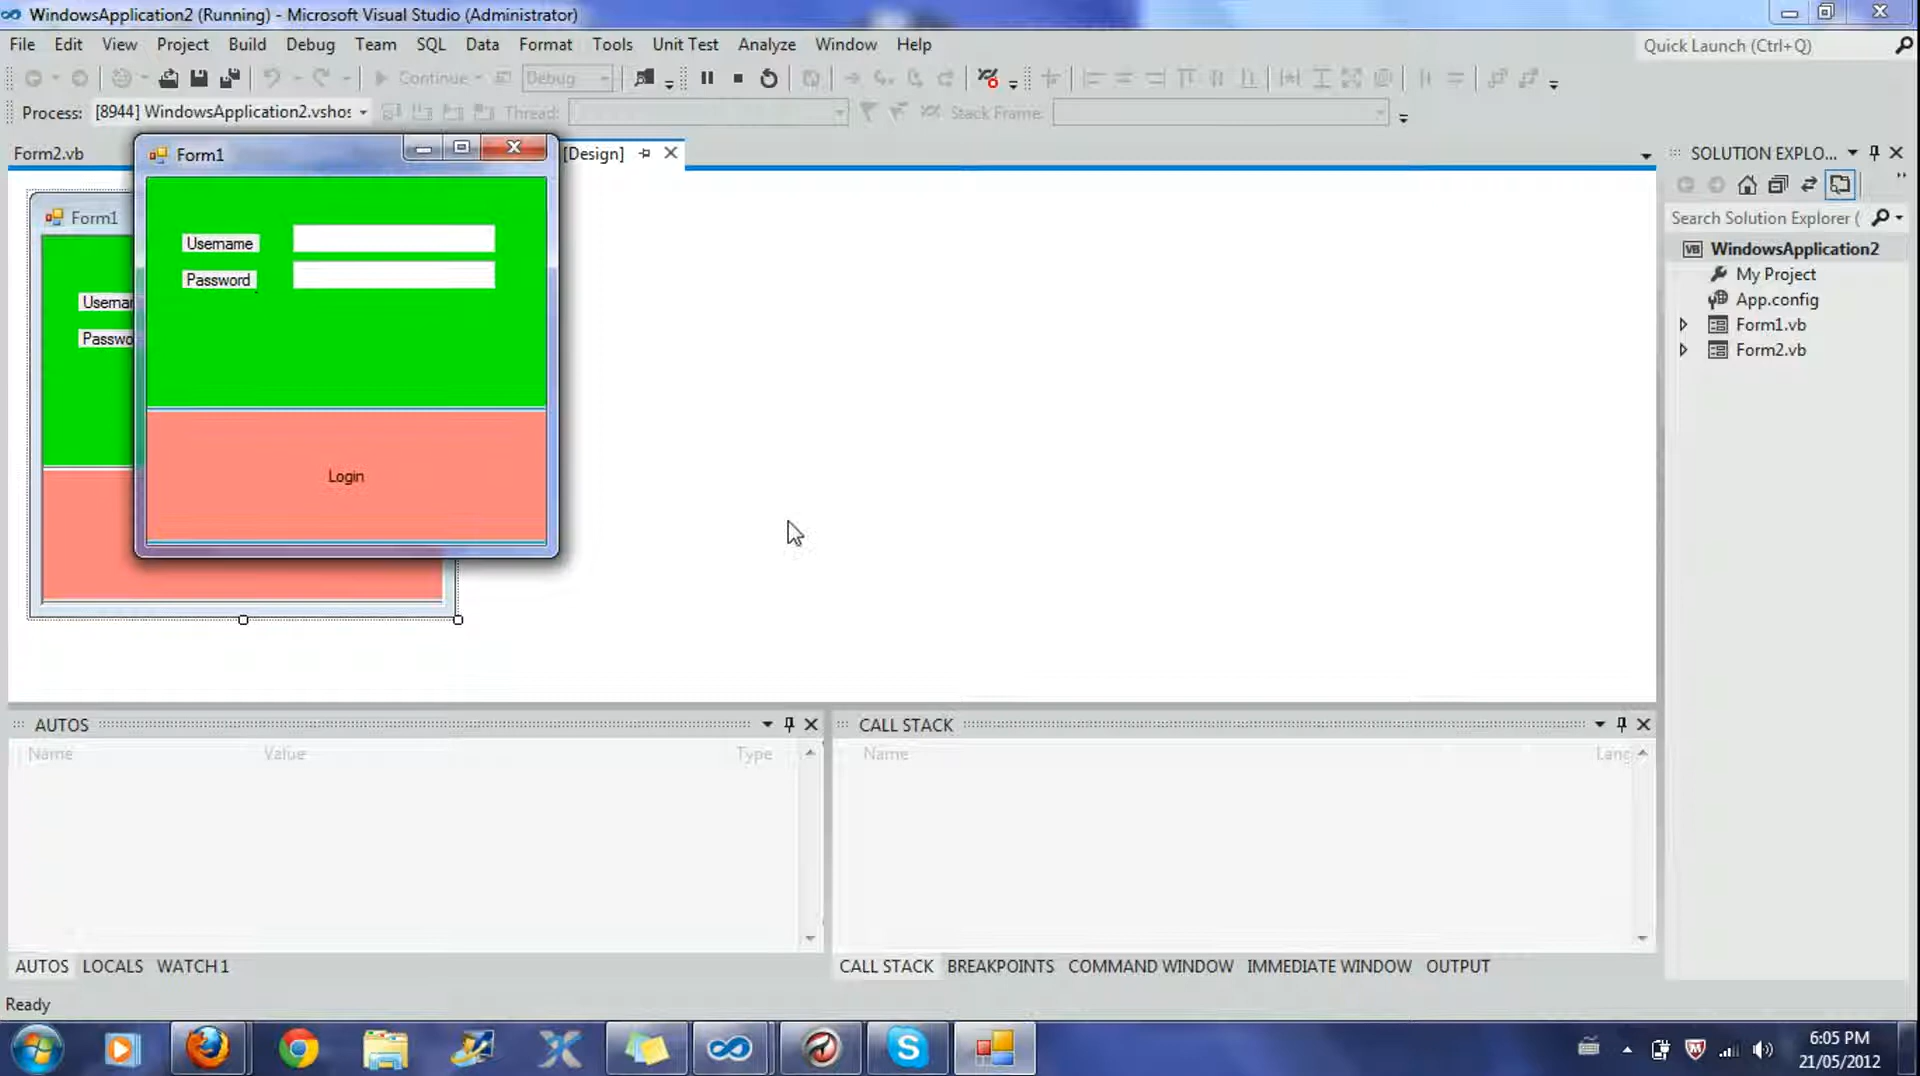 WindowsApplication2 (Running) - Microsoft Visual Studio (Administrator)
File Edit View Project Build Debug Team SQL Data Format Tools Unit Test Analyze Window Help
Quick Launch (Ctrl+Q)
Continue Debug
Process: [8944] WindowsApplication2.vshos Thread: Stack Frame:
Form2.vb
[Design]
Form1
Username
Password
Login
Form1
Usernar
Passwo
SOLUTION EXPLO...
Search Solution Explorer (
WindowsApplication2
My Project
App.config
Form1.vb
Form2.vb
AUTOS
Name Value Type
CALL STACK
Name Lang
AUTOS LOCALS WATCH 1
CALL STACK BREAKPOINTS COMMAND WINDOW IMMEDIATE WINDOW OUTPUT
Ready
6:05 PM
21/05/2012